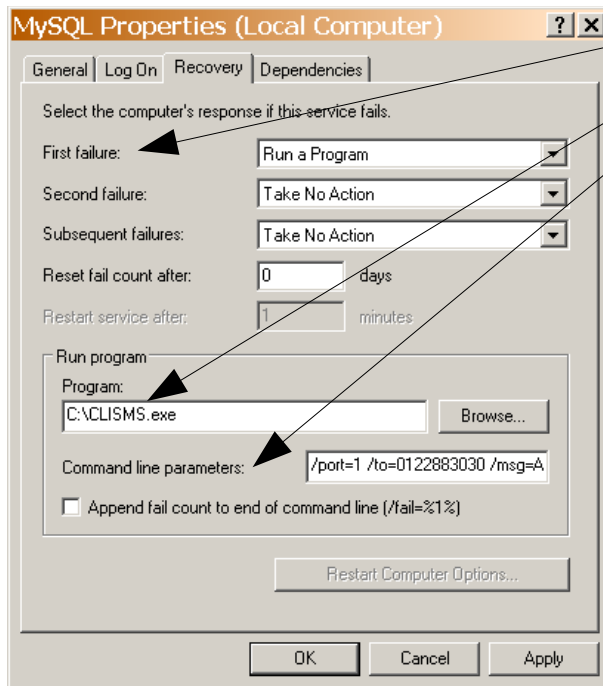 MySQL Properties (Local Computer)
General Log On Recovery Dependencies
Select the computer's response if this service fails.
First failure: Run a Program
Second failure: Take No Action
Subsequent failures: Take No Action
Reset fail count after: 0 days
Restart service after: 1 minutes
Run program
Program:
C:\CLISMS.exe Browse...
Command line parameters: /port=1 /to=0122883030 /msg=A
Append fail count to end of command line (/fail=%1%)
Restart Computer Options...
OK Cancel Apply